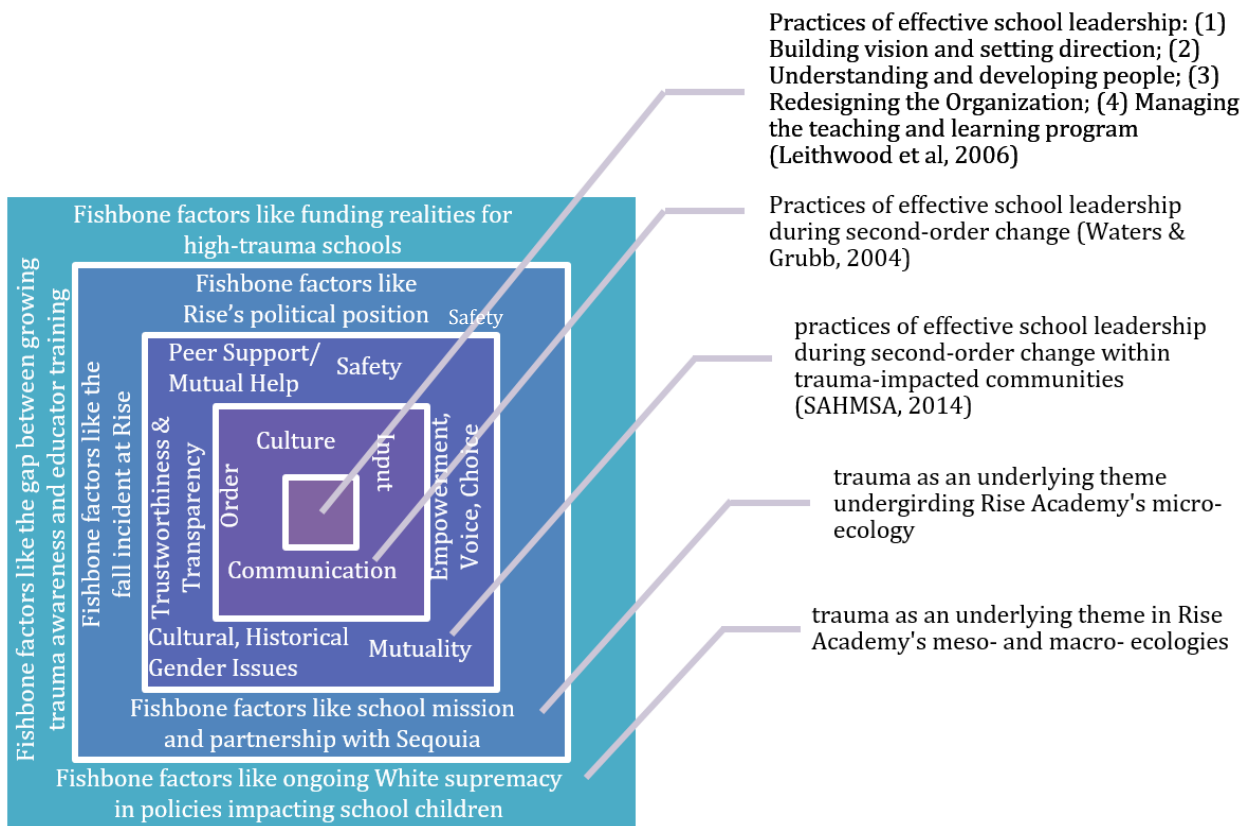 Practices of effective school leadership: (1)
Building vision and setting direction; (2)
Understanding and developing people; (3)
Redesigning the Organization; (4) Managing
the teaching and learning program
(Leithwood et al, 2006)
Practices of effective school leadership
during second-order change (Waters &
Grubb, 2004)
practices of effective school leadership
during second-order change within
trauma-impacted communities
(SAHMSA, 2014)
trauma as an underlying theme
undergirding Rise Academy's micro-
ecology
trauma as an underlying theme in Rise
Academy's meso- and macro- ecologies
Fishbone factors like funding realities for
high-trauma schools
Fishbone factors like the gap between growing
trauma awareness and educator training
Fishbone factors like
Rise’s political position
Safety
Fishbone factors like the
fall incident at Rise
Peer Support/
Mutual Help
Safety
Trustworthiness &
Transparency
Empowerment,
Voice, Choice
Culture
Input
Order
Communication
Cultural, Historical
Gender Issues
Mutuality
Fishbone factors like school mission
and partnership with Seqouia
Fishbone factors like ongoing White supremacy
in policies impacting school children